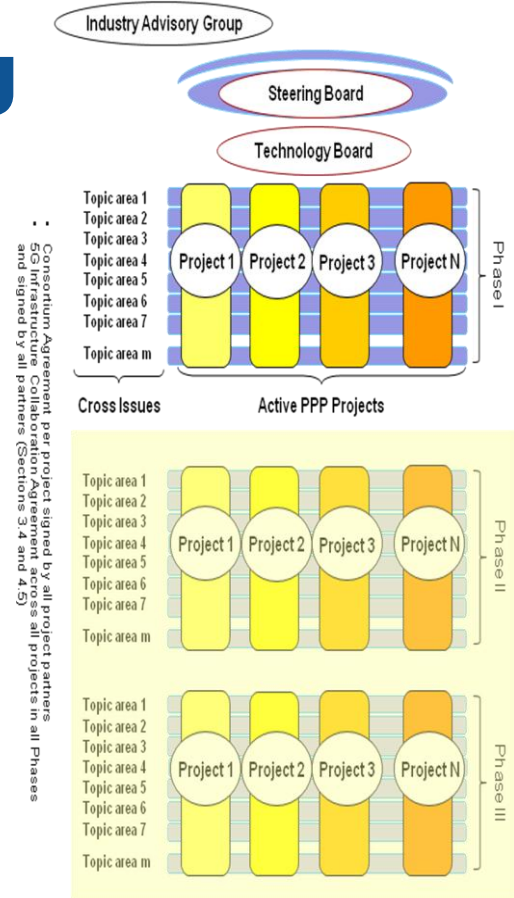 Industry Advisory Group
Steering Board
Technology Board
Topic area 1
Topic area 2
Topic area 3
Topic area 4
Topic area 5
Topic area 6
Topic area 7
Topic area m
Project 1
Project 2
Project 3
Project N
Phase I
Cross Issues
Active PPP Projects
Topic area 1
Topic area 2
Topic area 3
Topic area 4
Topic area 5
Topic area 6
Topic area 7
Topic area m
Project 1
Project 2
Project 3
Project N
Phase II
Topic area 1
Topic area 2
Topic area 3
Topic area 4
Topic area 5
Topic area 6
Topic area 7
Topic area m
Project 1
Project 2
Project 3
Project N
Phase III
• Consortium Agreement per project signed by all project partners
• 5G Infrastructure Collaboration Agreement across all projects in all Phases
and signed by all partners (Sections 3.4 and 4.5)